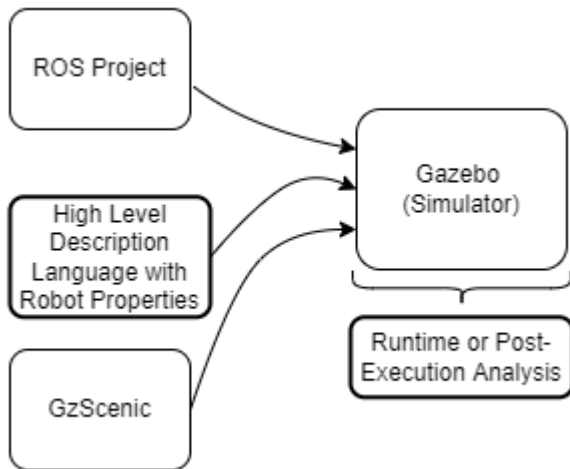 ROS Project
High Level
Description
Language with
Robot Properties
GzScenic
Gazebo
(Simulator)
Runtime or Post-
Execution Analysis